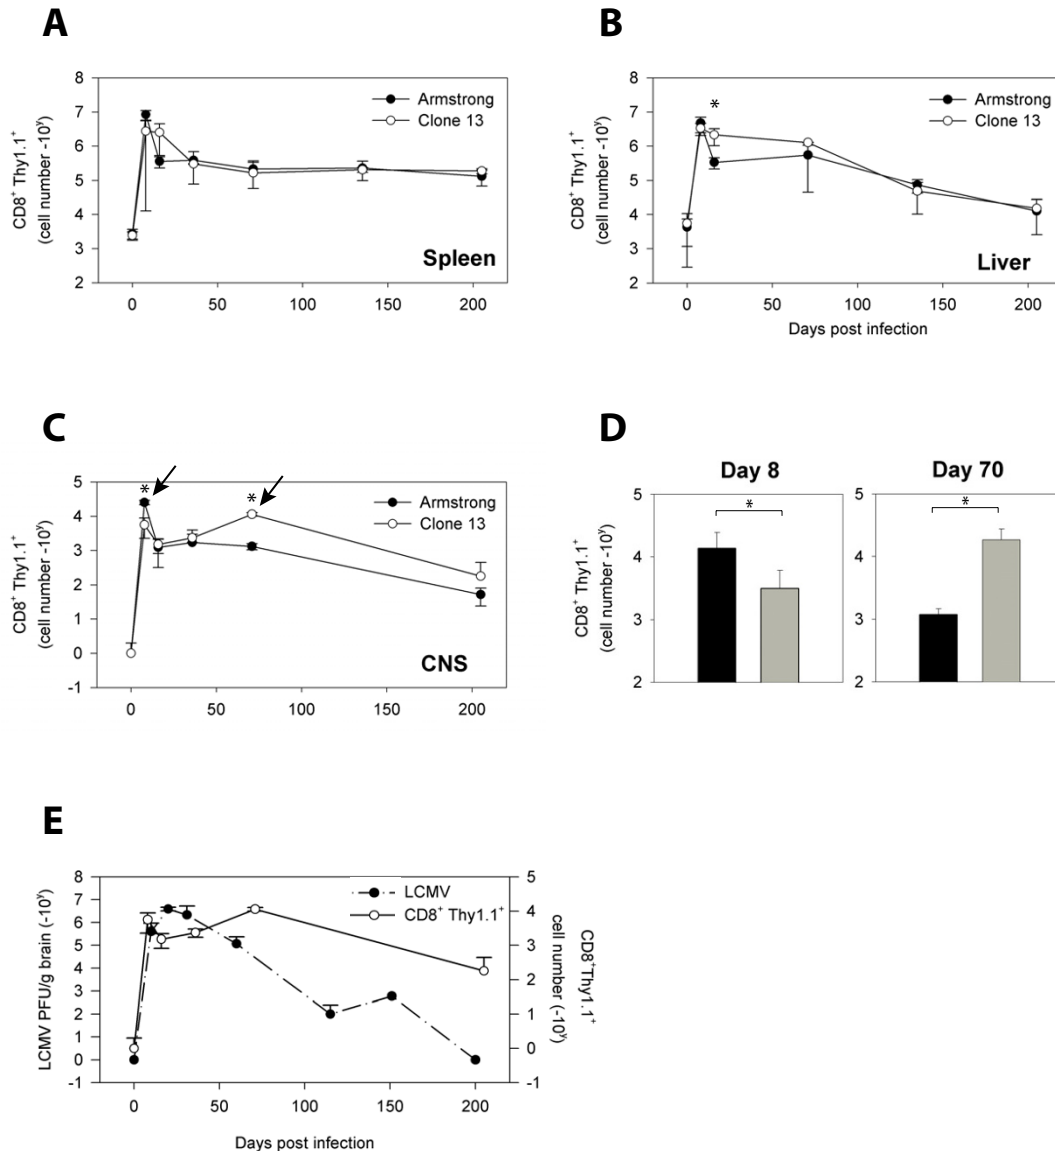 A
CD8⁺ Thy1.1⁺
(cell number -10ʸ)
8
7
6
5
4
3
2
Armstrong
Clone 13
Spleen
0 50 100 150 200
B
CD8⁺ Thy1.1⁺
(cell number -10ʸ)
8
7
6
5
4
3
2
*
Armstrong
Clone 13
Liver
0 50 100 150 200
Days post infection
C
CD8⁺ Thy1.1⁺
(cell number -10ʸ)
5
4
3
2
1
0
-1
* *
Armstrong
Clone 13
CNS
0 50 100 150 200
D
CD8⁺ Thy1.1⁺
(cell number -10ʸ)
Day 8
5
4
3
2
*
Day 70
5
4
3
2
*
E
LCMV PFU/g brain (-10ʸ)
8
7
6
5
4
3
2
1
0
-1
LCMV
CD8⁺ Thy1.1⁺
5
4
3
2
1
0
-1
CD8⁺Thy1.1⁺
cell number (-10ʸ)
0 50 100 150 200
Days post infection